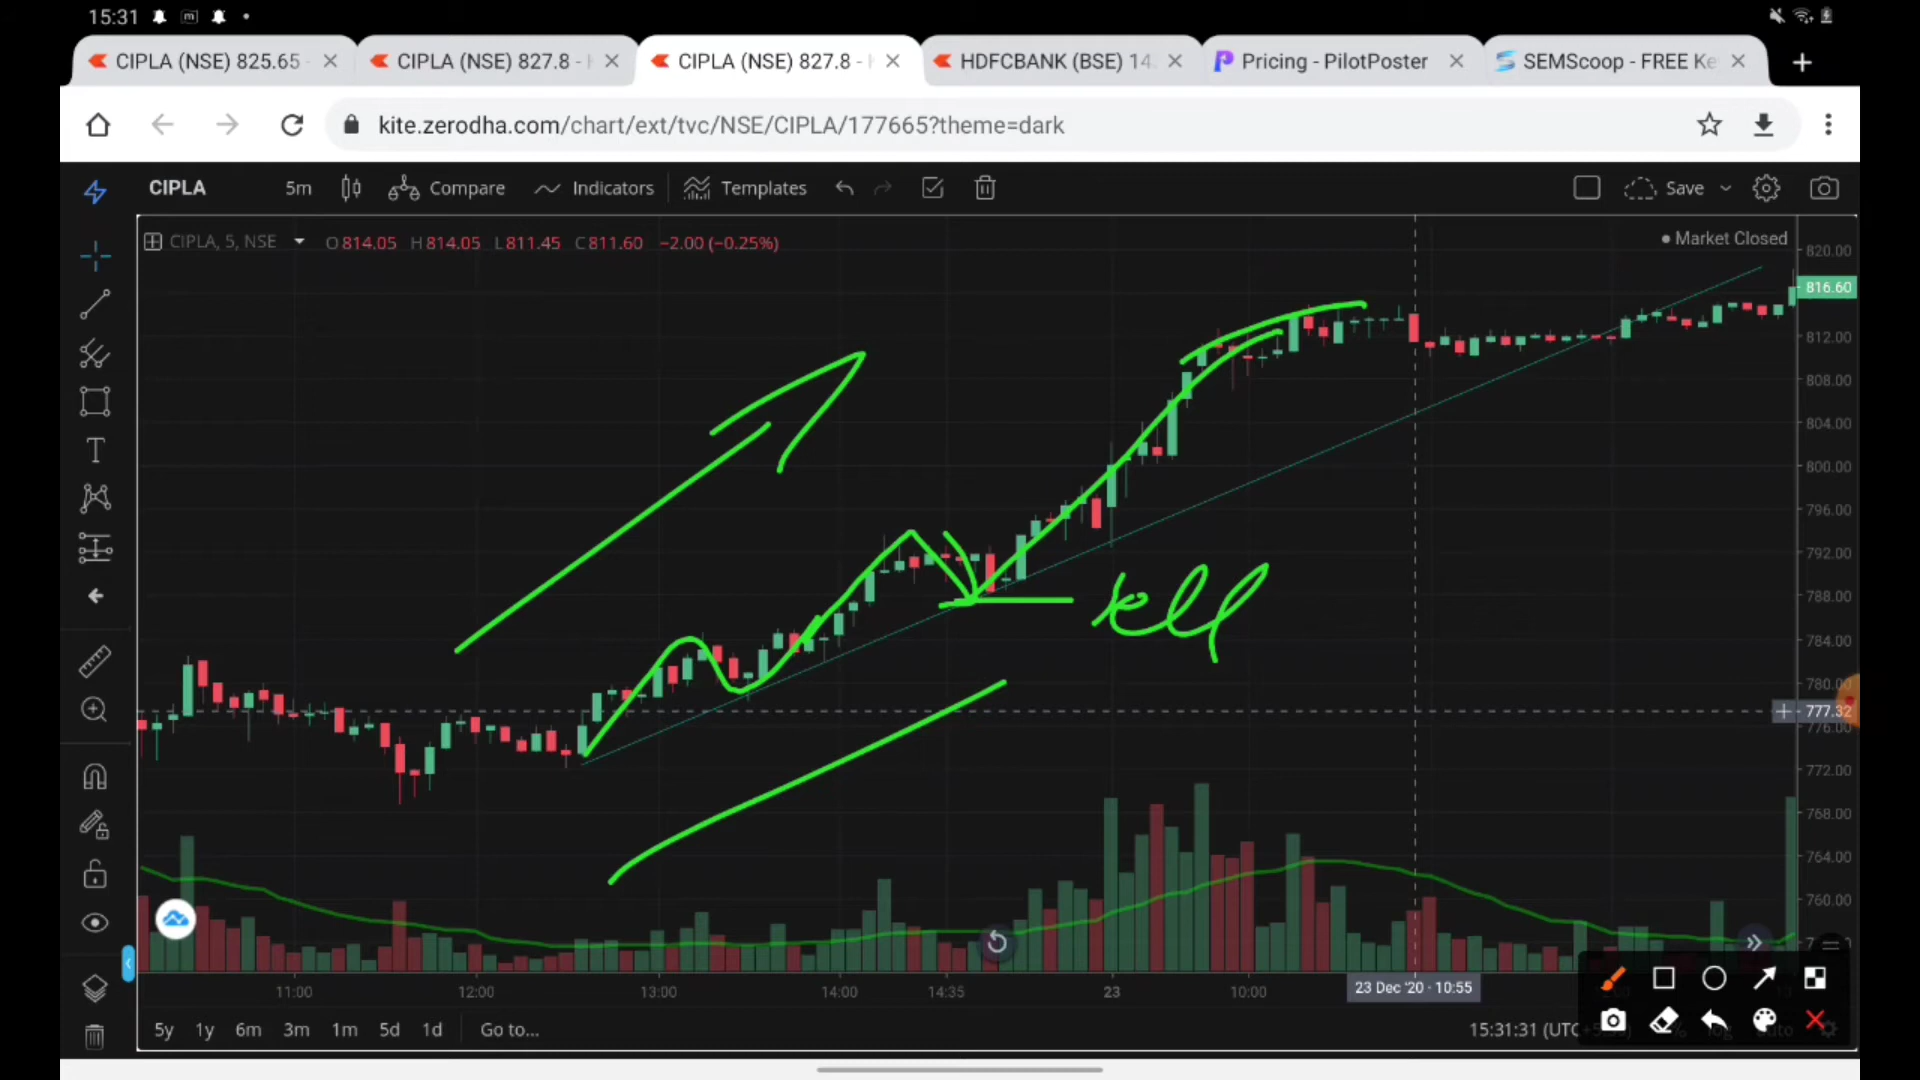 15:31
CIPLA (NSE) 825.65
CIPLA (NSE) 827.8 -
CIPLA (NSE) 827.8 -
HDFCBANK (BSE) 14
Pricing - PilotPoster
SEMScoop - FREE Ke
kite.zerodha.com/chart/ext/tvc/NSE/CIPLA/177665?theme=dark
CIPLA 5m Compare Indicators Templates Save
CIPLA, 5, NSE O814.05 H814.05 L811.45 C811.60 −2.00 (−0.25%)
Market Closed
820.00
816.60
812.00
808.00
804.00
800.00
796.00
792.00
788.00
784.00
780.00
777.32
776.00
772.00
768.00
764.00
760.00
11:00 12:00 13:00 14:00 14:35 23 10:00 23 Dec '20 · 10:55
5y 1y 6m 3m 1m 5d 1d Go to... 15:31:31 (UTC